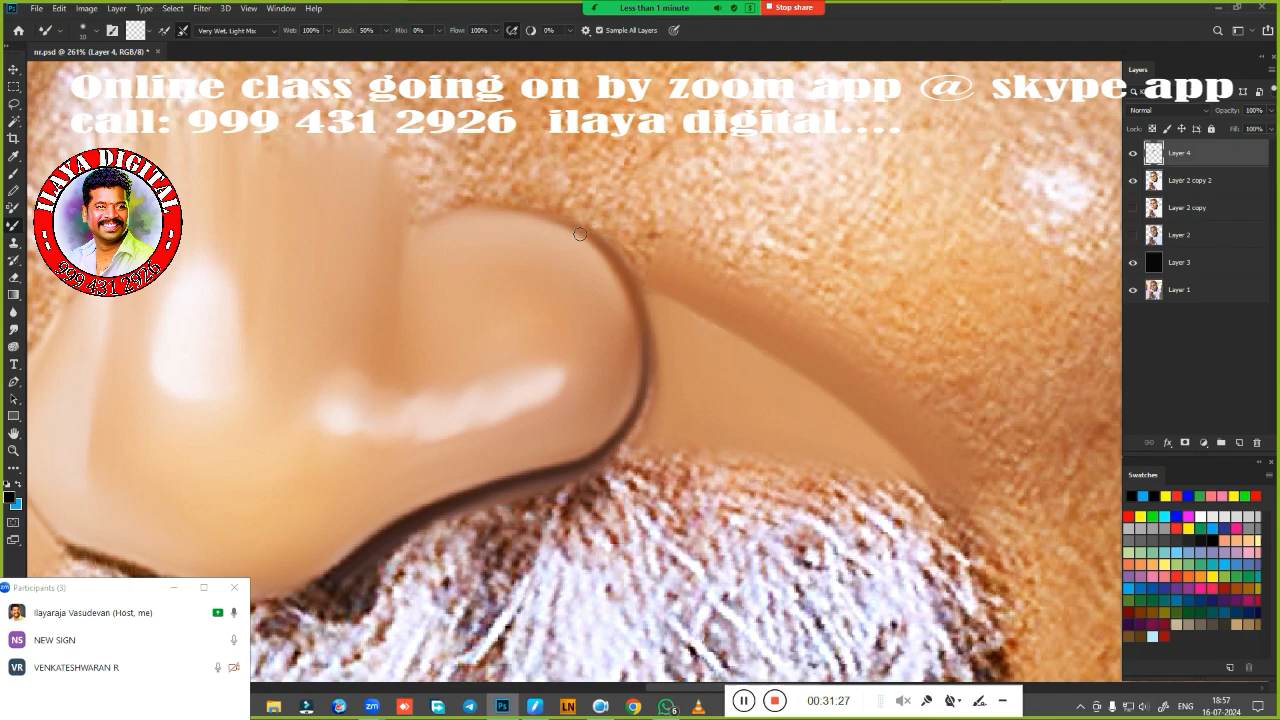 File Edit Image Layer Type Select Filter 3D View Window Help
Less than 1 minute
Stop share
10
Very Wet, Light Mix
Wet: 100%
Load: 50%
Mix: 0%
Flow: 100%
0%
Sample All Layers
nr.psd @ 261% (Layer 4, RGB/8) *
Online class going on by zoom app @ skype app
call: 999 431 2926 ilaya digital....
ILAYA DIGITAL
999 431 2926
Layers
Normal
Opacity: 100%
Lock:
Fill: 100%
Layer 4
Layer 2 copy 2
Layer 2 copy
Layer 2
Layer 3
Layer 1
Swatches
Participants (3)
Ilayaraja Vasudevan (Host, me)
NS NEW SIGN
VR VENKATESHWARAN R
00:31:27
ENG
18:57
16-07-2024